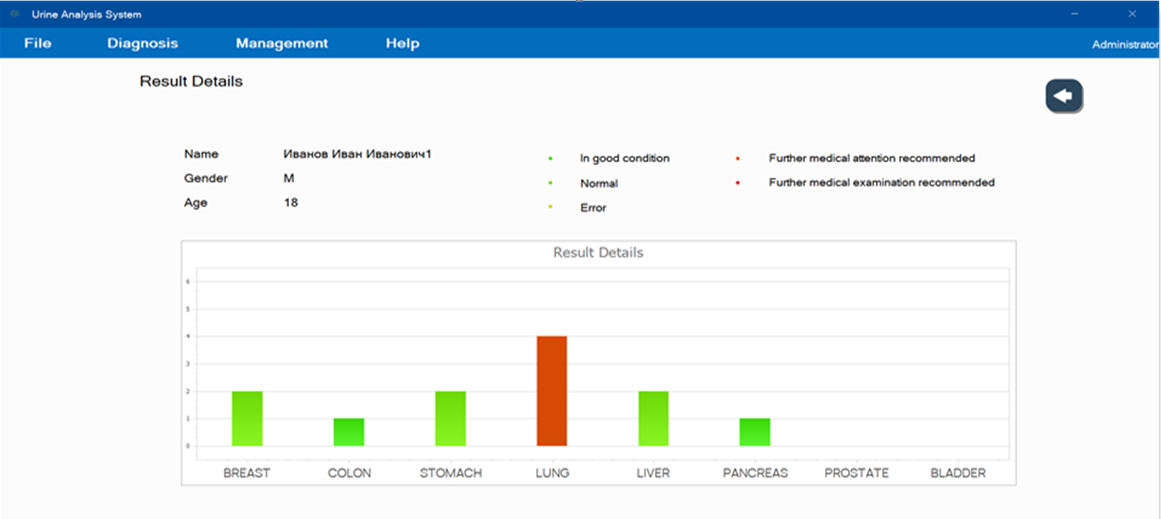 Urine Analysis System
File Diagnosis Management Help Administrator
Result Details
Name Иванов Иван Иванович1
Gender M
Age 18
In good condition Further medical attention recommended
Normal Further medical examination recommended
Error
Result Details
6
5
4
3
2
1
0
BREAST COLON STOMACH LUNG LIVER PANCREAS PROSTATE BLADDER